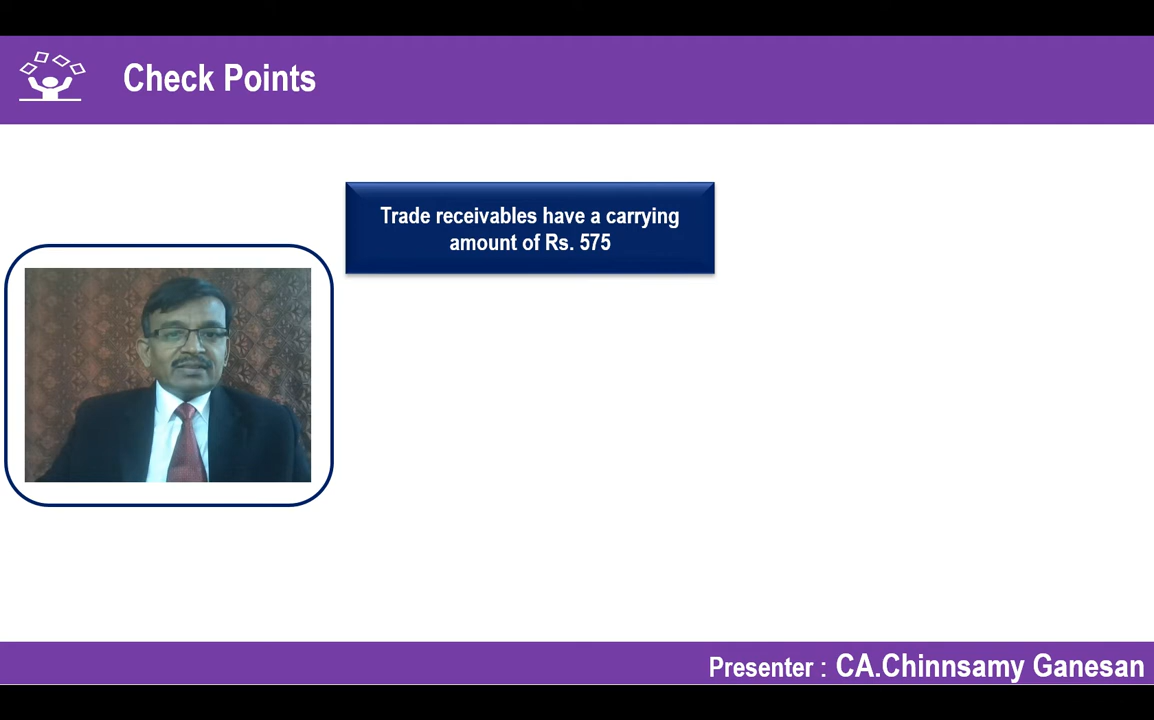 Check Points
Trade receivables have a carrying
amount of Rs. 575
Presenter : CA.Chinnsamy Ganesan